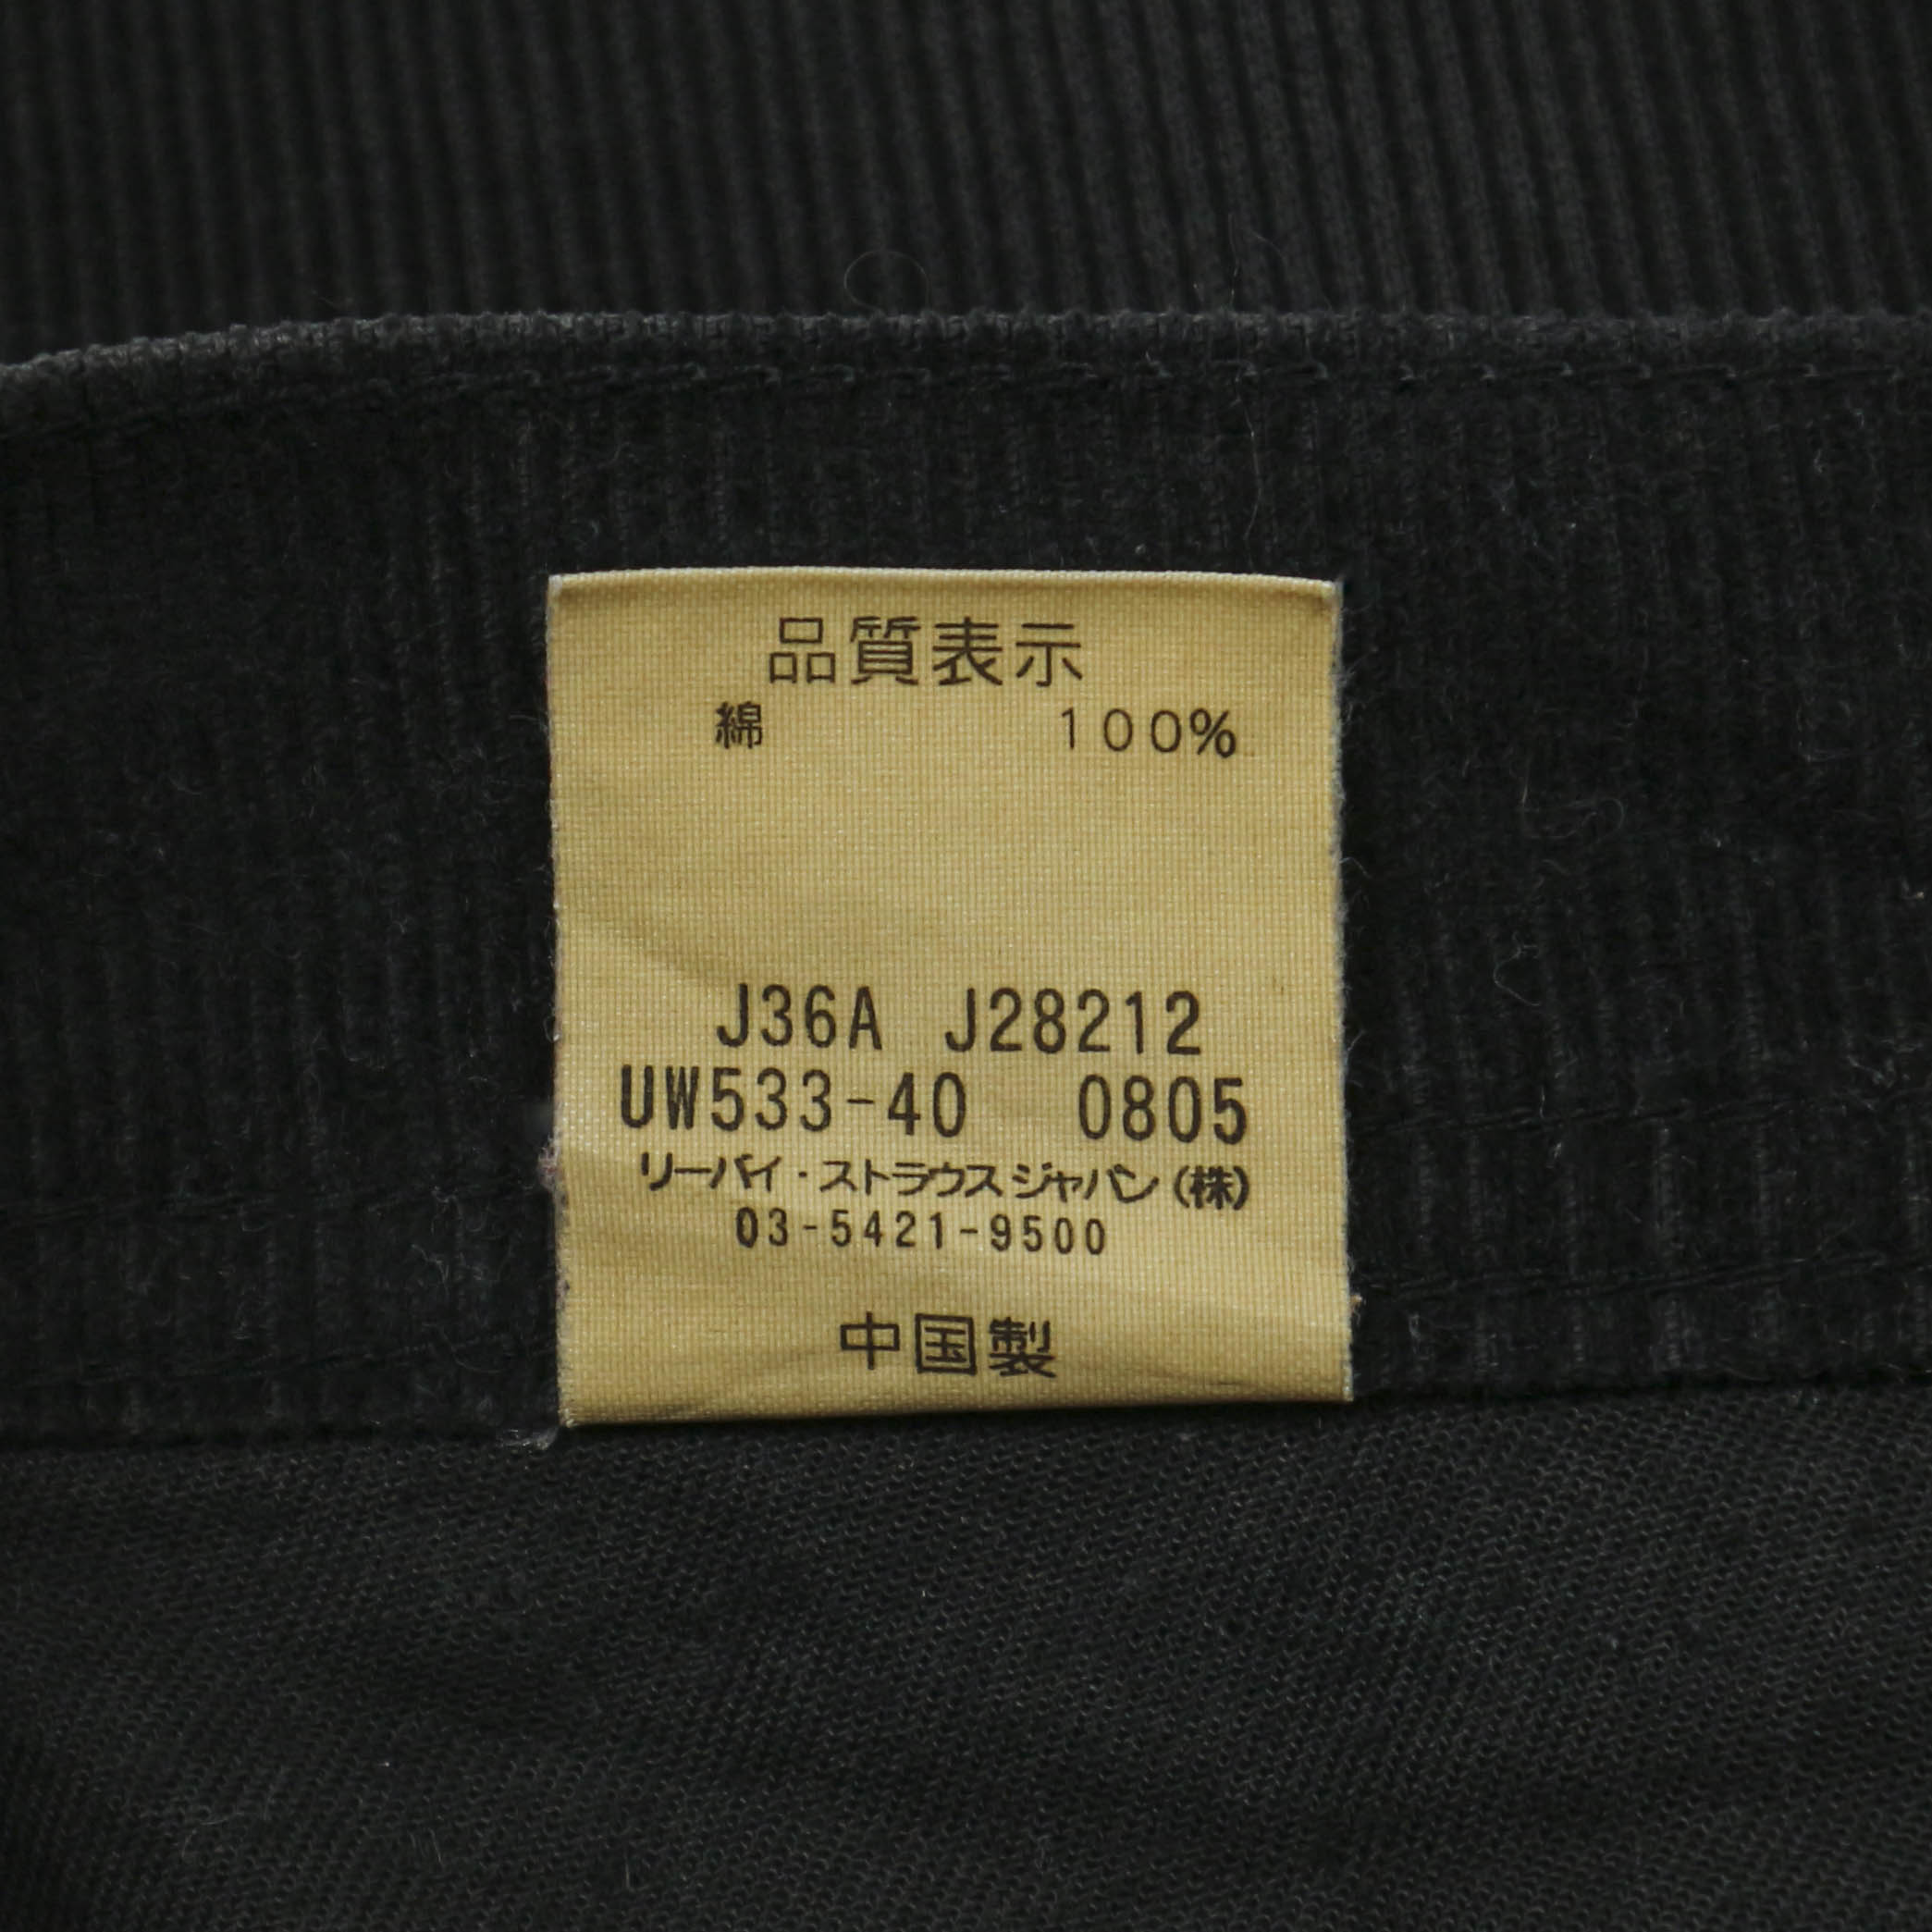 品質表示
綿 100%
J36A J28212
UW533-40 0805
リーバイ・ストラウスジャパン(株)
03-5421-9500
中国製